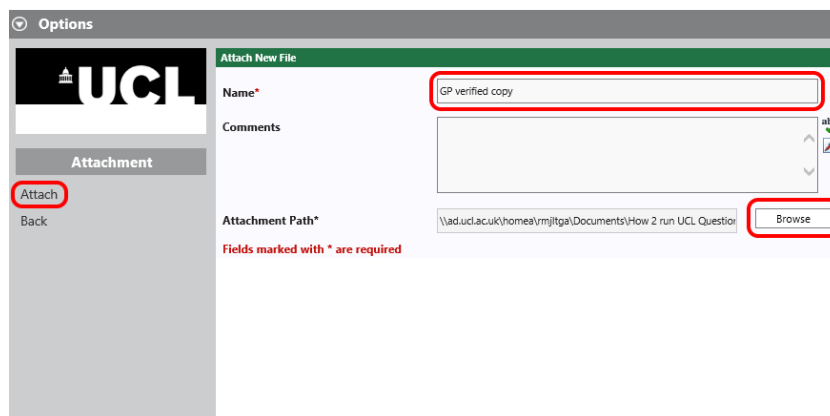 Options
UCL
Attachment
Attach
Back
Attach New File
Name*
GP verified copy
Comments
Attachment Path*
\\ad.ucl.ac.uk\homea\rmjltga\Documents\How 2 run UCL Question
Browse
Fields marked with * are required